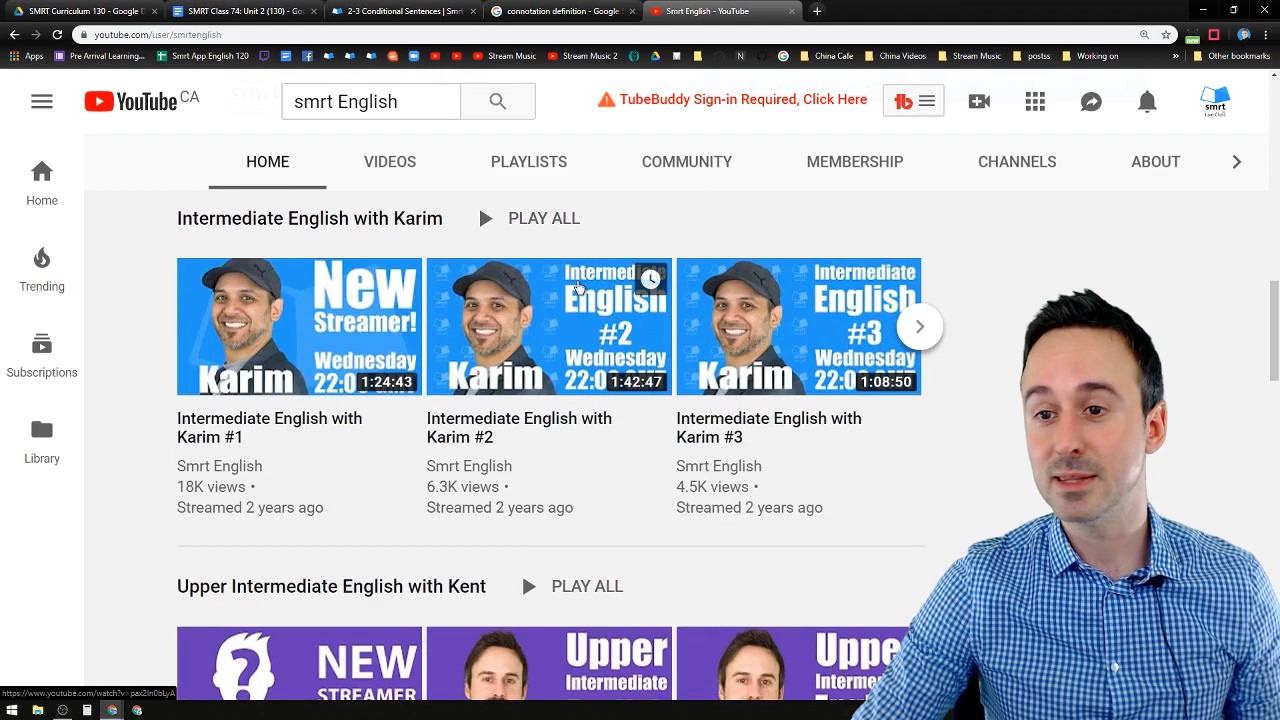 SMRT Curriculum 130 - Google D
SMRT Class 74: Unit 2 (130) - Goo
2-3 Conditional Sentences | Smrt
connotation definition - Google S
Smrt English - YouTube
youtube.com/user/smrtenglish
Apps
Pre Arrival Learning...
Smrt App English 120
Stream Music
Stream Music 2
China Cafe
China Videos
Stream Music
postss
Working on
Other bookmarks
YouTube CA
smrt English
TubeBuddy Sign-in Required, Click Here
smrt
Live Class
HOME
VIDEOS
PLAYLISTS
COMMUNITY
MEMBERSHIP
CHANNELS
ABOUT
Home
Trending
Subscriptions
Library
Intermediate English with Karim
PLAY ALL
New
Streamer!
Wednesday
Karim
1:24:43
English
#2
Wednesday
Karim
1:42:47
Intermediate
English
#3
Wednesday
Karim
1:08:50
Intermediate English with
Karim #1
Smrt English
18K views •
Streamed 2 years ago
Intermediate English with
Karim #2
Smrt English
6.3K views •
Streamed 2 years ago
Intermediate English with
Karim #3
Smrt English
4.5K views •
Streamed 2 years ago
Upper Intermediate English with Kent
PLAY ALL
NEW
STREAMER
Upper
Intermediate
Upper
Intermediate